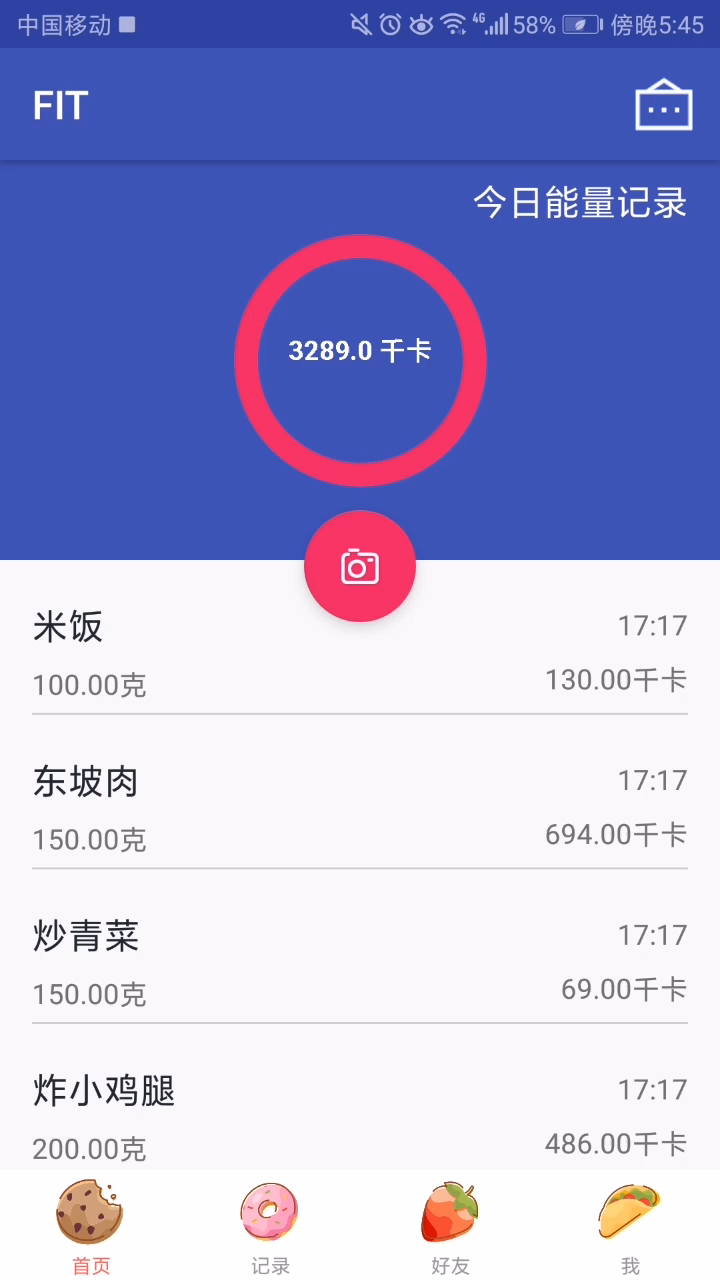 中国移动 4G 58% 傍晚5:45
FIT
今日能量记录
3289.0 千卡
米饭 17:17
100.00克 130.00千卡
东坡肉 17:17
150.00克 694.00千卡
炒青菜 17:17
150.00克 69.00千卡
炸小鸡腿 17:17
200.00克 486.00千卡
首页 记录 好友 我